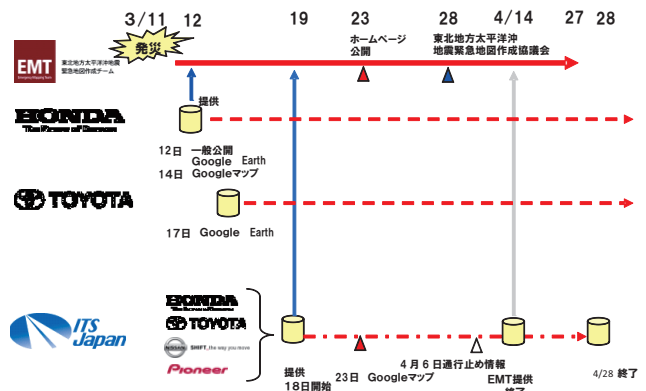 3/11 12 19 23 28 4/14 27 28
発災
ホームページ
公開
東北地方太平洋沖
地震緊急地図作成協議会
EMT
東北地方太平洋沖地震
緊急地図作成チーム
提供
HONDA
The Power of Dreams
12日 一般公開
Google Earth
14日 Googleマップ
TOYOTA
17日 Google Earth
ITS
Japan
HONDA
TOYOTA
NISSAN SHIFT_the way you move
Pioneer
提供
18日開始
23日 Googleマップ
4月6日通行止め情報
EMT提供
終了
4/28 終了